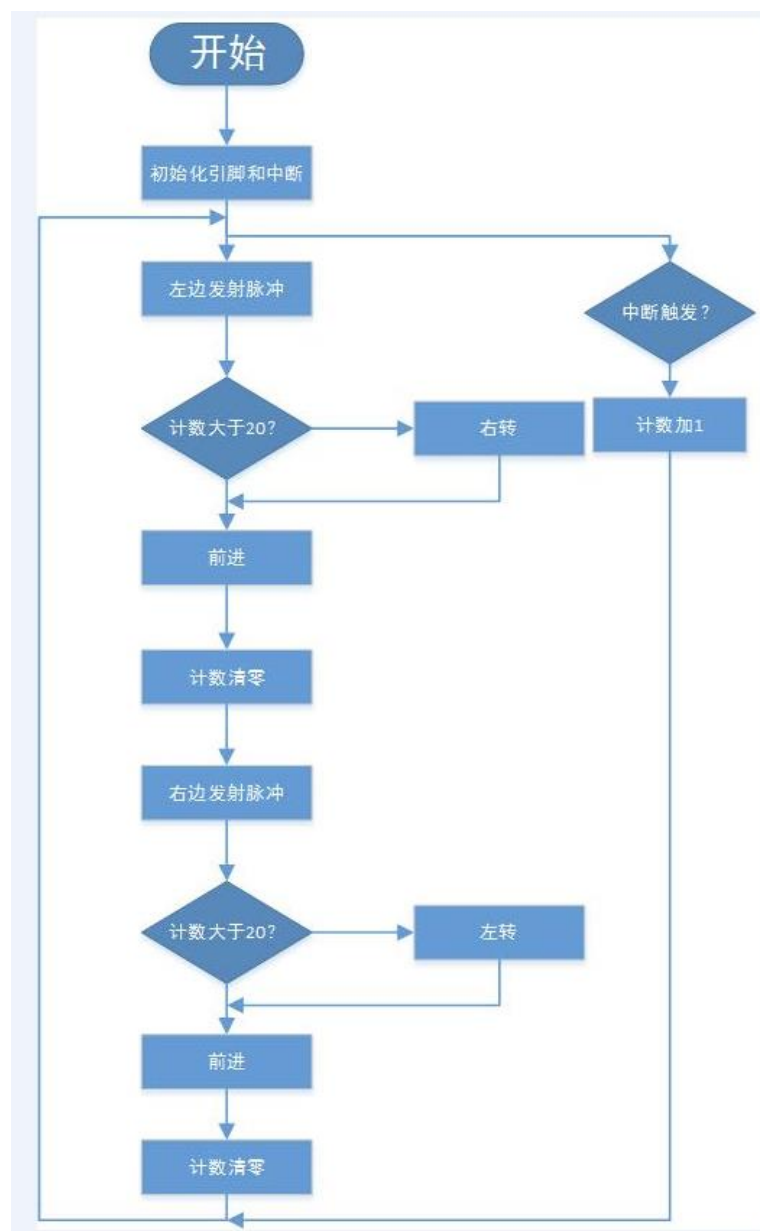 开始
初始化引脚和中断
左边发射脉冲
中断触发？
计数大于20？
右转
计数加1
前进
计数清零
右边发射脉冲
计数大于20？
左转
前进
计数清零